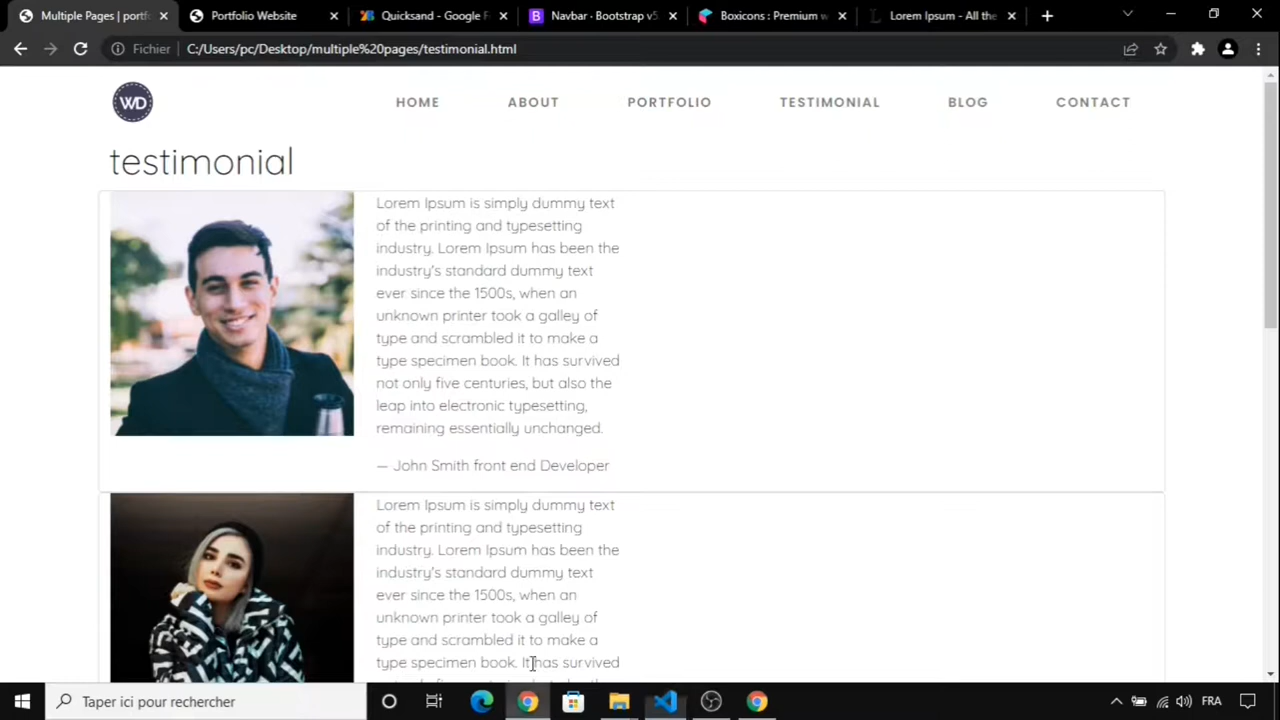 Multiple Pages | portf
Portfolio Website
Quicksand - Google F
Navbar · Bootstrap v5
Boxicons : Premium w
Lorem Ipsum - All the
Fichier
C:/Users/pc/Desktop/multiple%20pages/testimonial.html
WD
HOME
ABOUT
PORTFOLIO
TESTIMONIAL
BLOG
CONTACT
testimonial
Lorem Ipsum is simply dummy text
of the printing and typesetting
industry. Lorem Ipsum has been the
industry's standard dummy text
ever since the 1500s, when an
unknown printer took a galley of
type and scrambled it to make a
type specimen book. It has survived
not only five centuries, but also the
leap into electronic typesetting,
remaining essentially unchanged.
— John Smith front end Developer
Lorem Ipsum is simply dummy text
of the printing and typesetting
industry. Lorem Ipsum has been the
industry's standard dummy text
ever since the 1500s, when an
unknown printer took a galley of
type and scrambled it to make a
type specimen book. It has survived
Taper ici pour rechercher
FRA